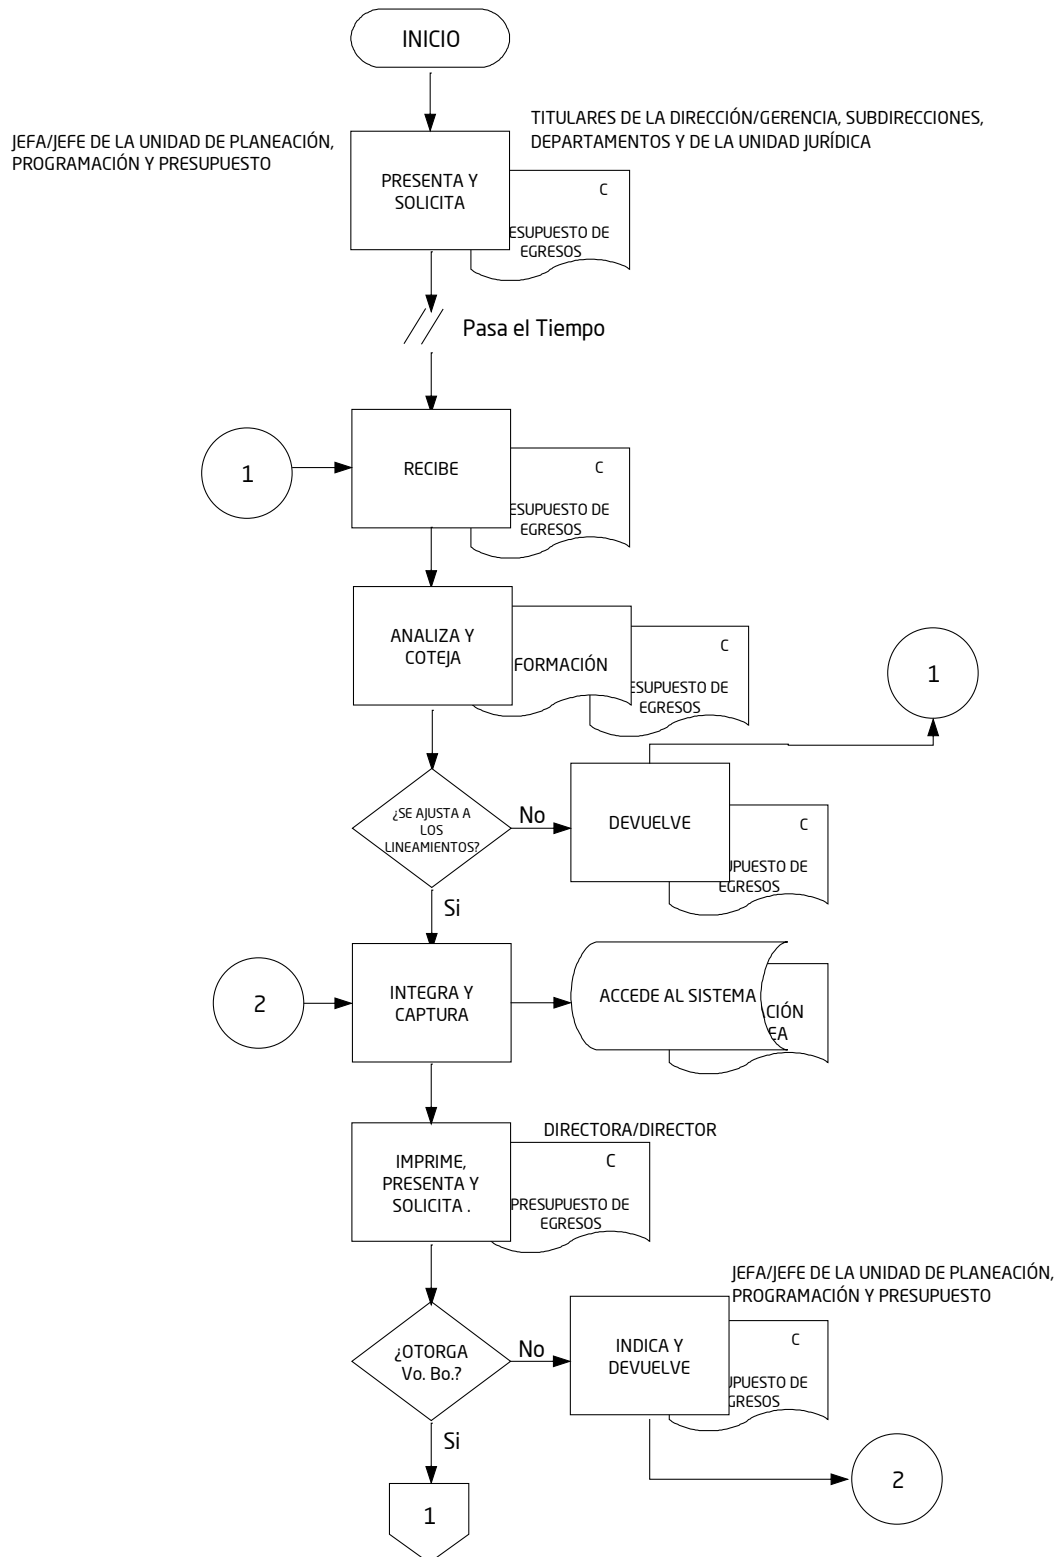 INICIO
JEFA/JEFE DE LA UNIDAD DE PLANEACIÓN,
PROGRAMACIÓN Y PRESUPUESTO
TITULARES DE LA DIRECCIÓN/GERENCIA, SUBDIRECCIONES,
DEPARTAMENTOS Y DE LA UNIDAD JURÍDICA
PRESENTA Y
SOLICITA
C
ESUPUESTO DE
EGRESOS
Pasa el Tiempo
1
RECIBE
C
ESUPUESTO DE
EGRESOS
ANALIZA Y
COTEJA
FORMACIÓN
C
ESUPUESTO DE
EGRESOS
1
¿SE AJUSTA A
LOS
LINEAMIENTOS?
No
DEVUELVE
C
UPUESTO DE
EGRESOS
Si
2
INTEGRA Y
CAPTURA
ACCEDE AL SISTEMA
CIÓN
EA
DIRECTORA/DIRECTOR
IMPRIME,
PRESENTA Y
SOLICITA .
C
PRESUPUESTO DE
EGRESOS
JEFA/JEFE DE LA UNIDAD DE PLANEACIÓN,
PROGRAMACIÓN Y PRESUPUESTO
¿OTORGA
Vo. Bo.?
No
INDICA Y
DEVUELVE
C
UPUESTO DE
GRESOS
Si
2
1